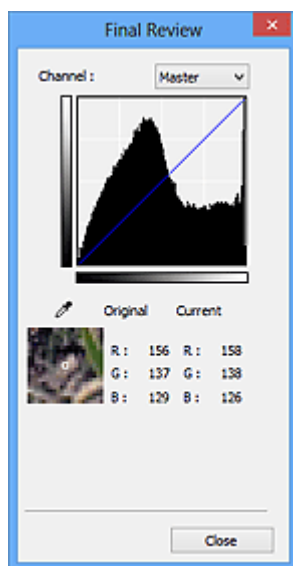 Final Review
Channel : Master
Original Current
R : 156 R : 158
G : 137 G : 138
B : 129 B : 126
Close